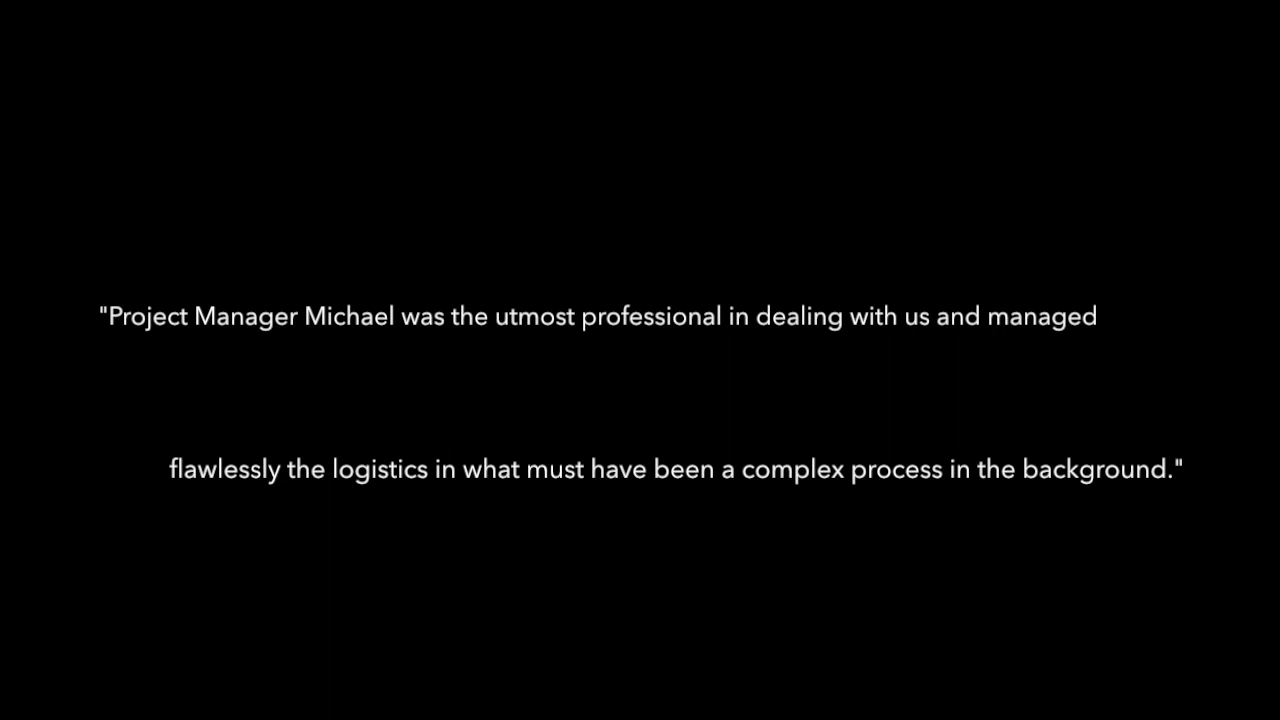 "Project Manager Michael was the utmost professional in dealing with us and managed
flawlessly the logistics in what must have been a complex process in the background."